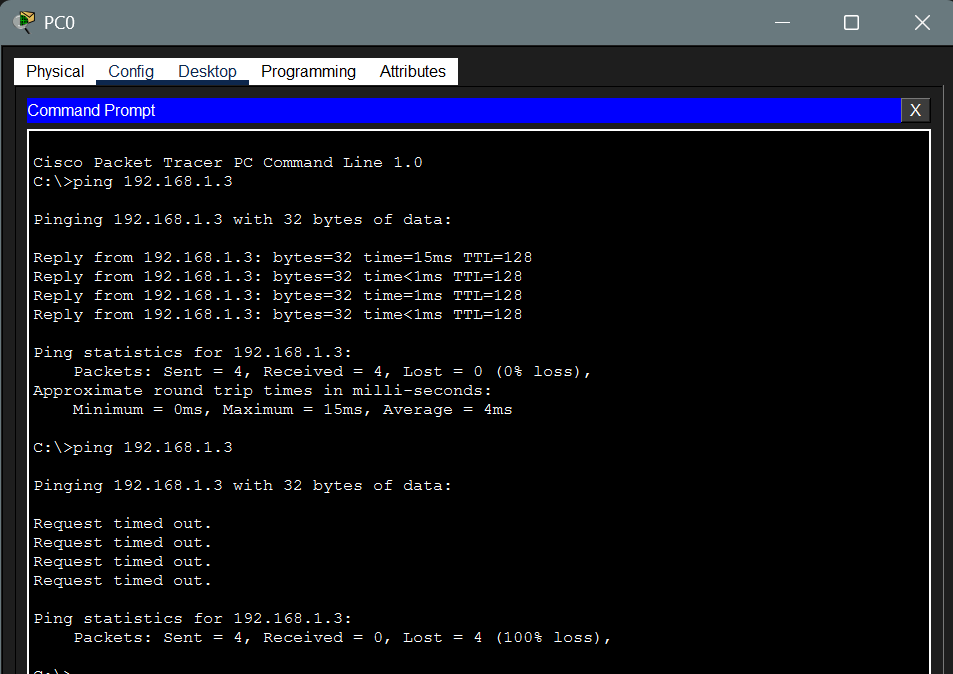 PC0
Physical Config Desktop Programming Attributes
Command Prompt X
Cisco Packet Tracer PC Command Line 1.0
C:\>ping 192.168.1.3
Pinging 192.168.1.3 with 32 bytes of data:
Reply from 192.168.1.3: bytes=32 time=15ms TTL=128
Reply from 192.168.1.3: bytes=32 time<1ms TTL=128
Reply from 192.168.1.3: bytes=32 time=1ms TTL=128
Reply from 192.168.1.3: bytes=32 time<1ms TTL=128
Ping statistics for 192.168.1.3:
Packets: Sent = 4, Received = 4, Lost = 0 (0% loss),
Approximate round trip times in milli-seconds:
Minimum = 0ms, Maximum = 15ms, Average = 4ms
C:\>ping 192.168.1.3
Pinging 192.168.1.3 with 32 bytes of data:
Request timed out.
Request timed out.
Request timed out.
Request timed out.
Ping statistics for 192.168.1.3:
Packets: Sent = 4, Received = 0, Lost = 4 (100% loss),
C:\>